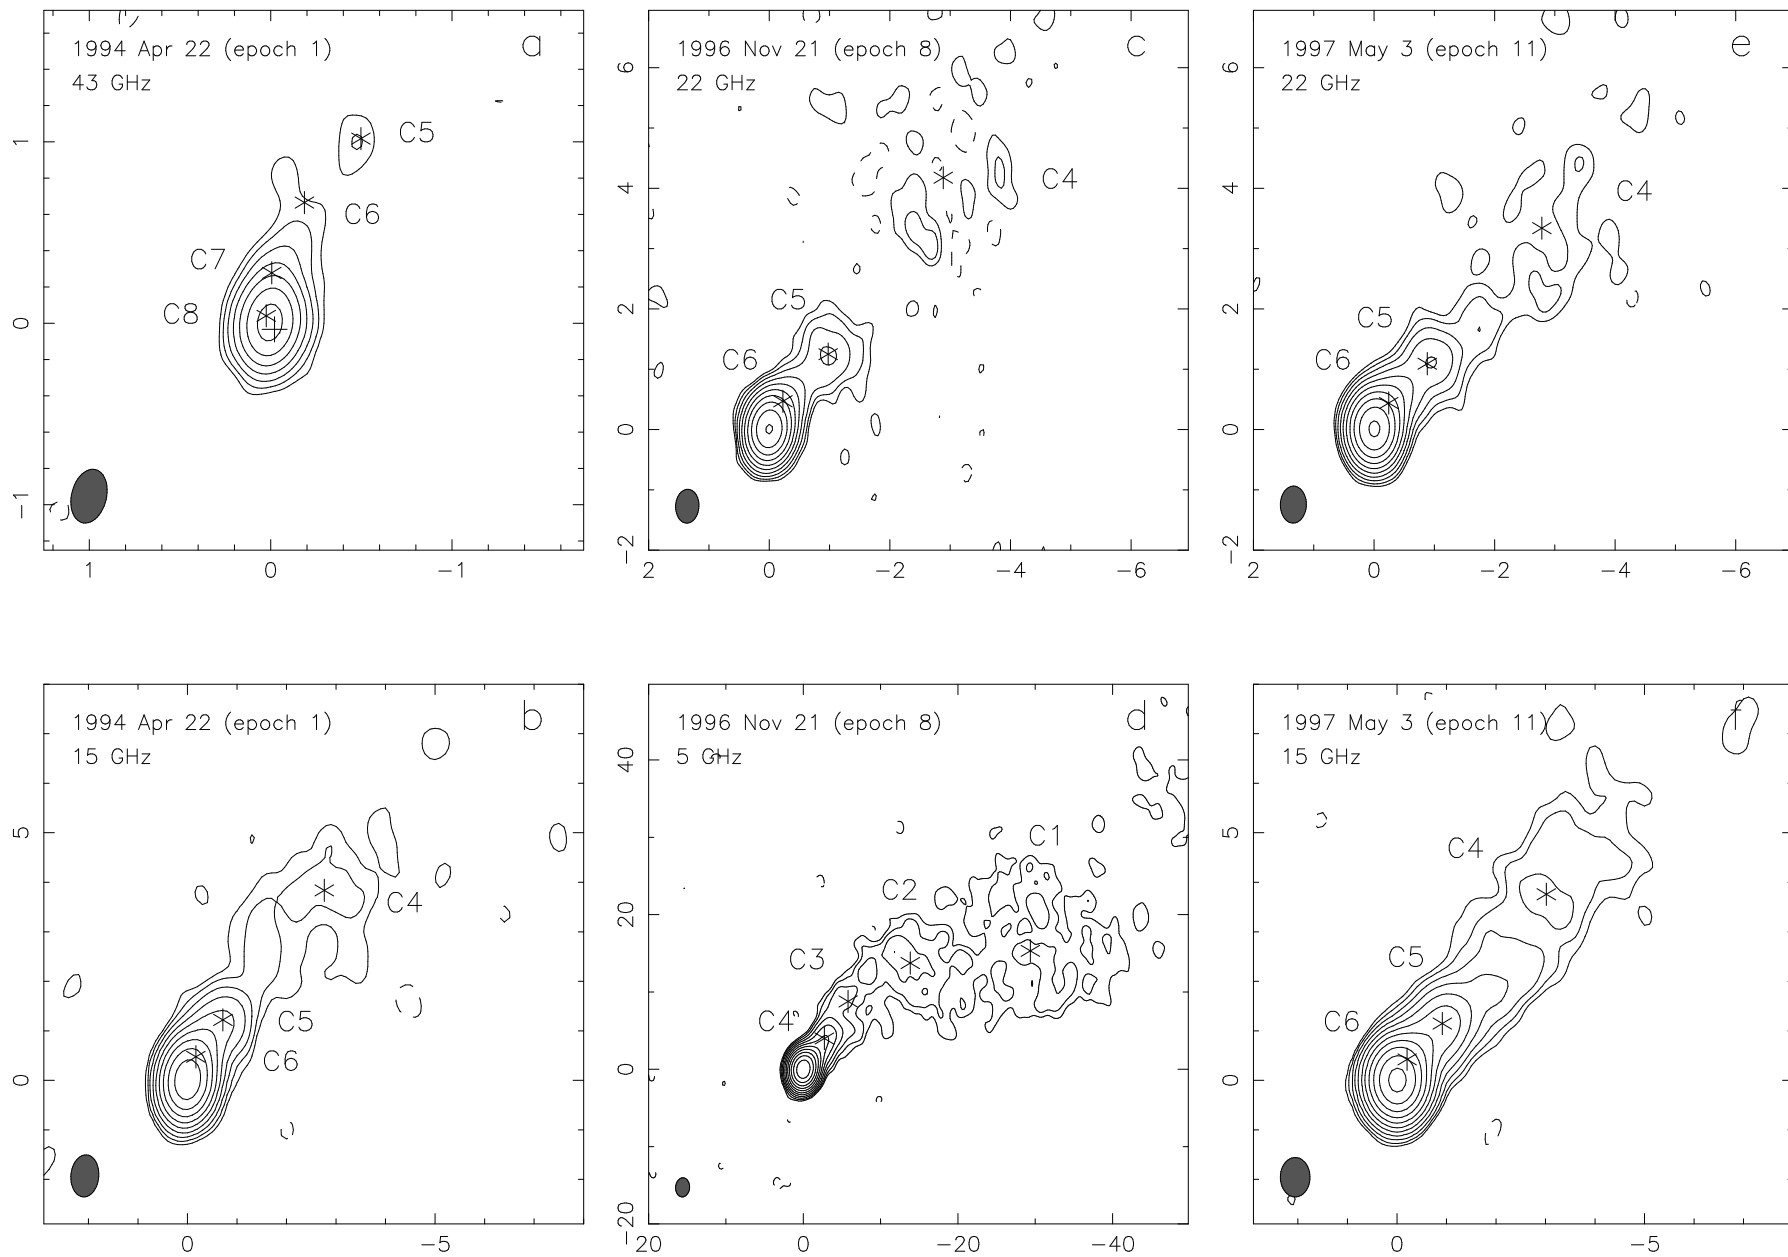 1994 Apr 22 (epoch 1)
43 GHz
a
C5
C6
C7
C8
1
0
−1
1
0
−1
1996 Nov 21 (epoch 8)
22 GHz
c
C4
C5
C6
6
4
2
0
−2
2
0
−2
−4
−6
1997 May 3 (epoch 11)
22 GHz
e
C4
C5
C6
6
4
2
0
−2
2
0
−2
−4
−6
1994 Apr 22 (epoch 1)
15 GHz
b
C4
C5
C6
5
0
0
−5
1996 Nov 21 (epoch 8)
5 GHz
d
C1
C2
C3
C4
40
20
0
−20
20
0
−20
−40
1997 May 3 (epoch 11)
15 GHz
f
C4
C5
C6
5
0
0
−5